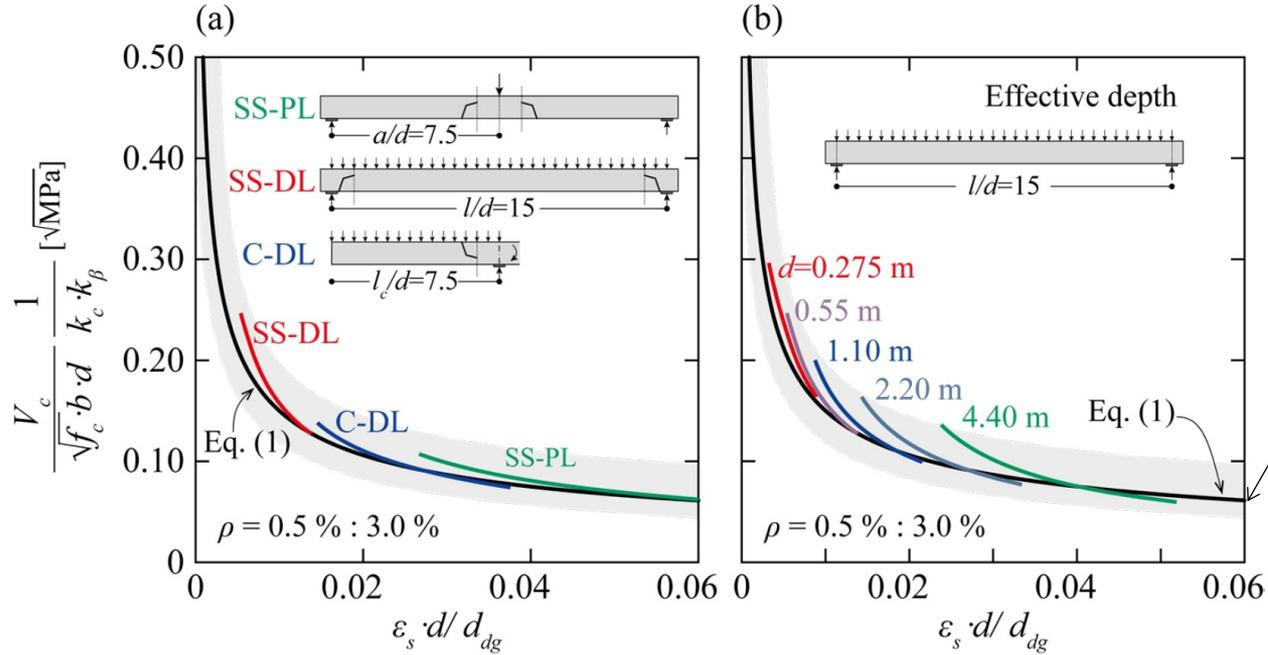 (a)
(b)
0.50
0.40
0.30
0.20
0.10
0
V_c / (√f_c · b · d) 1 / (k_c · k_β) [√MPa]
SS-PL
a/d=7.5
SS-DL
l/d=15
C-DL
l_c/d=7.5
SS-DL
C-DL
SS-PL
Eq. (1)
ρ = 0.5 % : 3.0 %
0 0.02 0.04 0.06
ε_s ·d/ d_dg
Effective depth
l/d=15
d=0.275 m
0.55 m
1.10 m
2.20 m
4.40 m
Eq. (1)
ρ = 0.5 % : 3.0 %
0 0.02 0.04 0.06
ε_s ·d/ d_dg